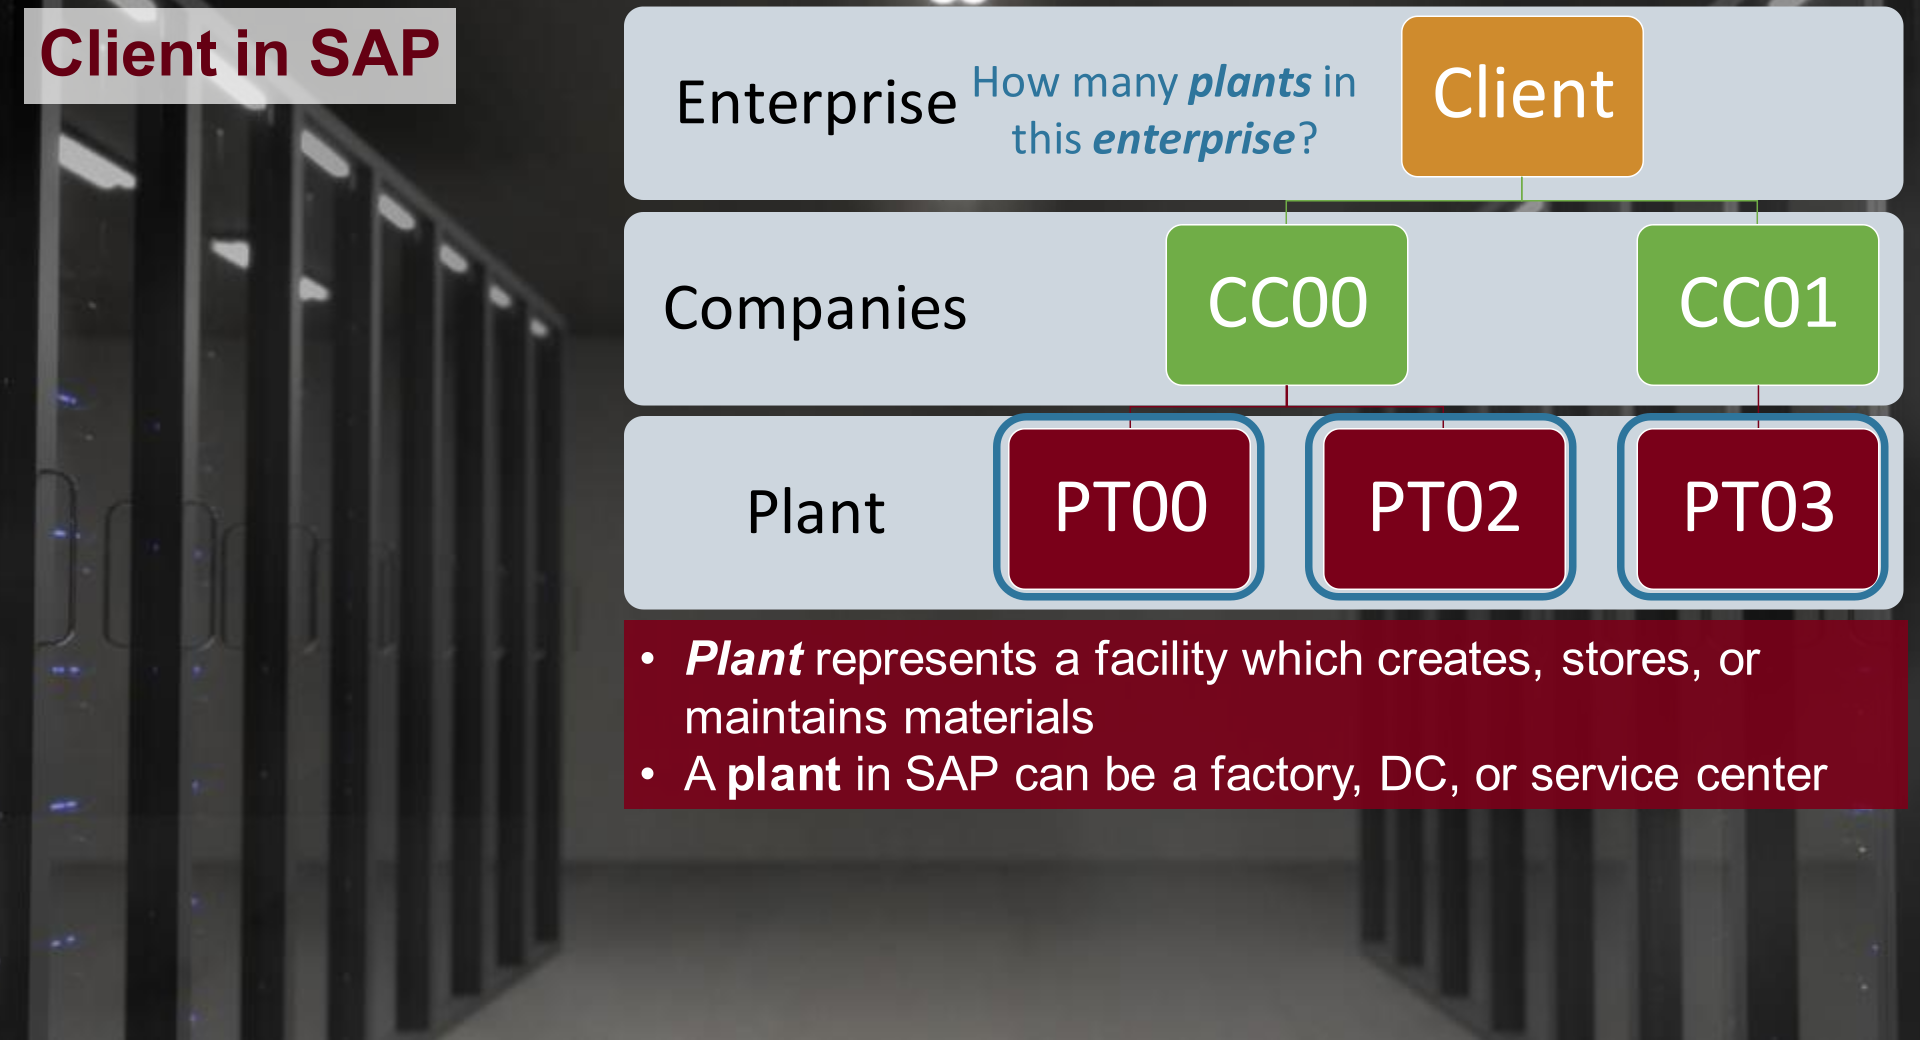 Client in SAP
Enterprise
How many plants in
this enterprise?
Client
Companies
CC00
CC01
Plant
PT00
PT02
PT03
• Plant represents a facility which creates, stores, or
maintains materials
• A plant in SAP can be a factory, DC, or service center